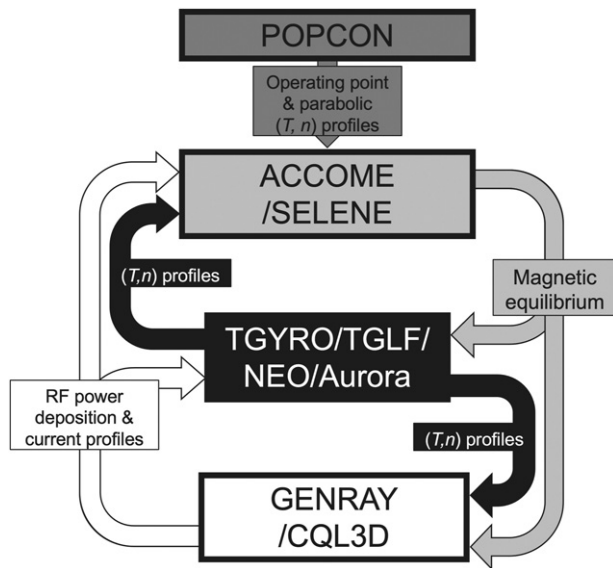 POPCON
Operating point
& parabolic
(T, n) profiles
ACCOME
/SELENE
(T,n) profiles
Magnetic
equilibrium
TGYRO/TGLF/
NEO/Aurora
RF power
deposition &
current profiles
(T,n) profiles
GENRAY
/CQL3D